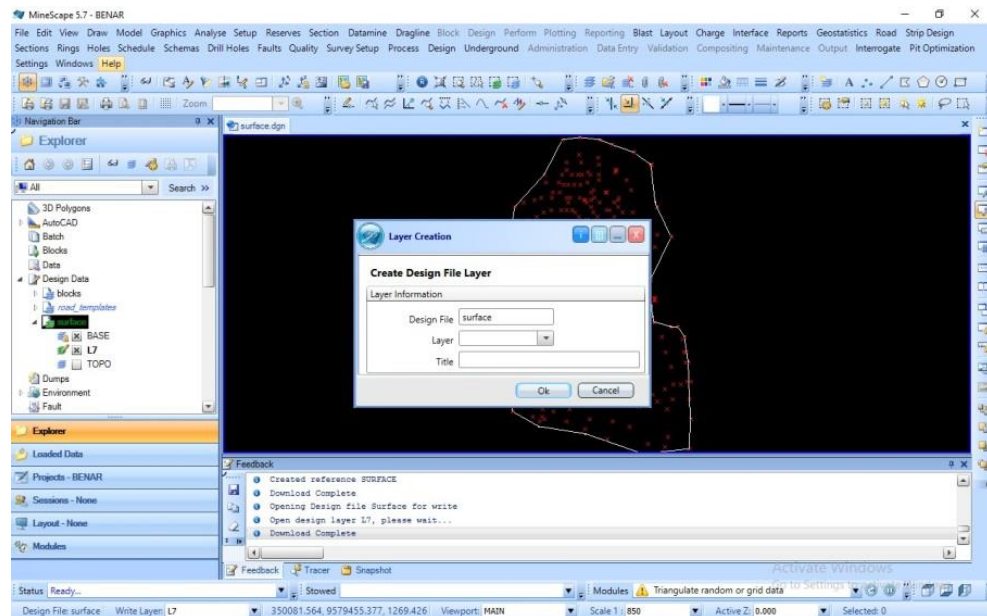 MineScape 5.7 - BENAR
File Edit View Draw Model Graphics Analyse Setup Reserves Section Datamine Dragline Block Design Perform Plotting Reporting Blast Layout Charge Interface Reports Geostatistics Road Strip Design
Sections Rings Holes Schedule Schemas Drill Holes Faults Quality Survey Setup Process Design Underground Administration Data Entry Validation Compositing Maintenance Output Interrogate Pit Optimization
Settings Windows Help
Zoom
Navigation Bar
surface.dgn
Explorer
All
Search »
3D Polygons
AutoCAD
Batch
Blocks
Data
Design Data
blocks
road_templates
surface
BASE
L7
TOPO
Dumps
Environment
Fault
Layer Creation
Create Design File Layer
Layer Information
Design File surface
Layer
Title
Ok Cancel
Explorer
Loaded Data
Projects - BENAR
Sessions - None
Layout - None
Modules
Feedback
Created reference SURFACE
Download Complete
Opening Design file Surface for write
Open design layer L7, please wait...
Download Complete
Feedback Tracer Snapshot
Activate Windows
Status Ready... Stowed Modules Triangulate random or grid data
Go to Settings to
Design File: surface Write Layer: L7 350081.564, 9579455.377, 1269.426 Viewport: MAIN Scale 1: 850 Active Z: 0.000 Selected: 0